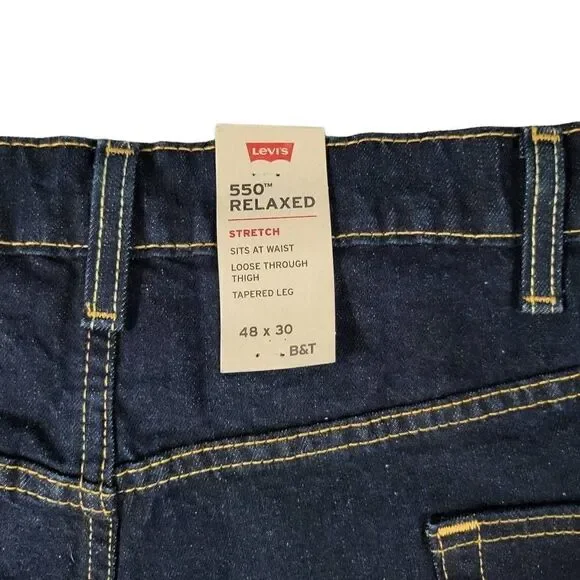 Levi's
550™
RELAXED
STRETCH
SITS AT WAIST
LOOSE THROUGH
THIGH
TAPERED LEG
48 x 30
B&T